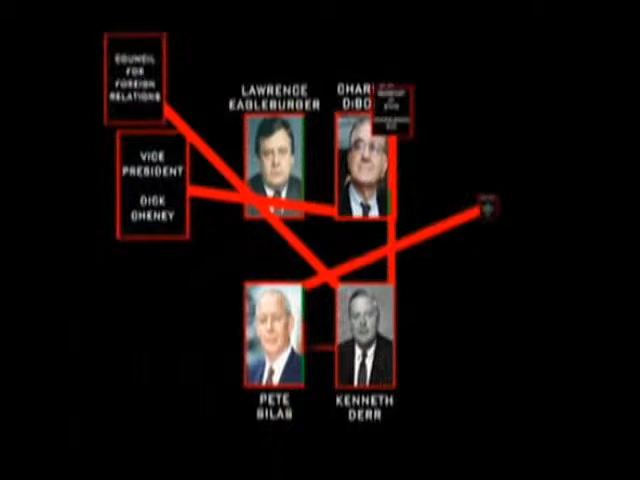 COUNCIL
FOR
FOREIGN
RELATIONS
LAWRENCE
EAGLEBURGER
VICE
PRESIDENT
DICK
CHENEY
PETE
SILAS
KENNETH
DERR